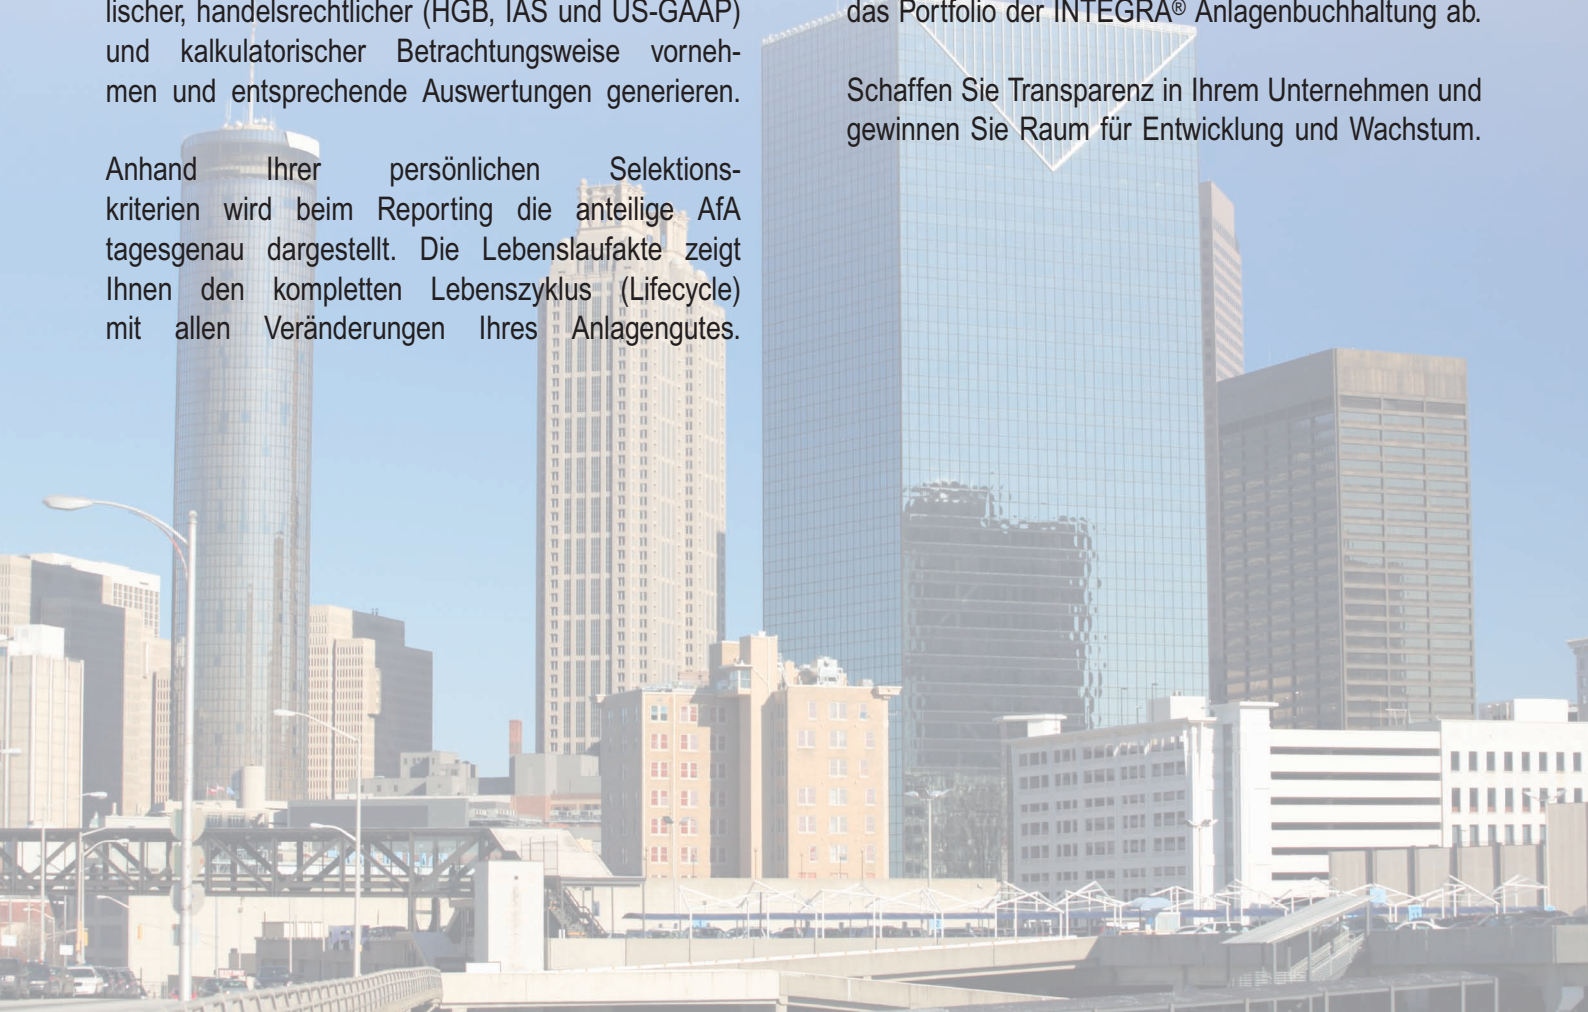 lischer, handelsrechtlicher (HGB, IAS und US-GAAP)
und kalkulatorischer Betrachtungsweise vorneh-
men und entsprechende Auswertungen generieren.
Anhand Ihrer persönlichen Selektions-
kriterien wird beim Reporting die anteilige AfA
tagesgenau dargestellt. Die Lebenslaufakte zeigt
Ihnen den kompletten Lebenszyklus (Lifecycle)
mit allen Veränderungen Ihres Anlagengutes.
das Portfolio der INTEGRA® Anlagenbuchhaltung ab.
Schaffen Sie Transparenz in Ihrem Unternehmen und
gewinnen Sie Raum für Entwicklung und Wachstum.